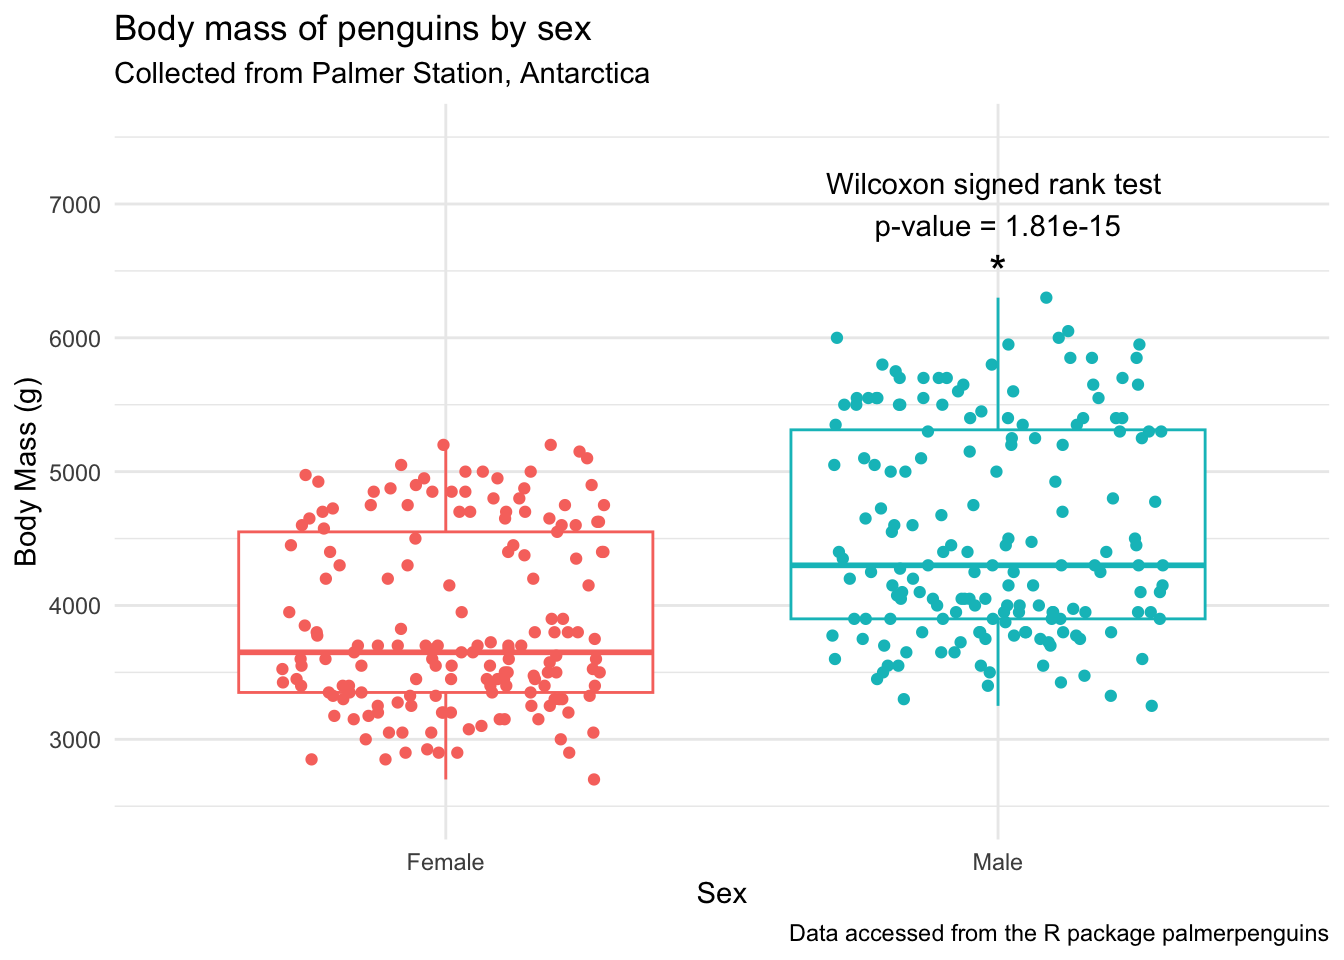 Body mass of penguins by sex
Collected from Palmer Station, Antarctica
Wilcoxon signed rank test
p-value = 1.81e-15
*
7000
6000
5000
4000
3000
Body Mass (g)
Female
Male
Sex
Data accessed from the R package palmerpenguins